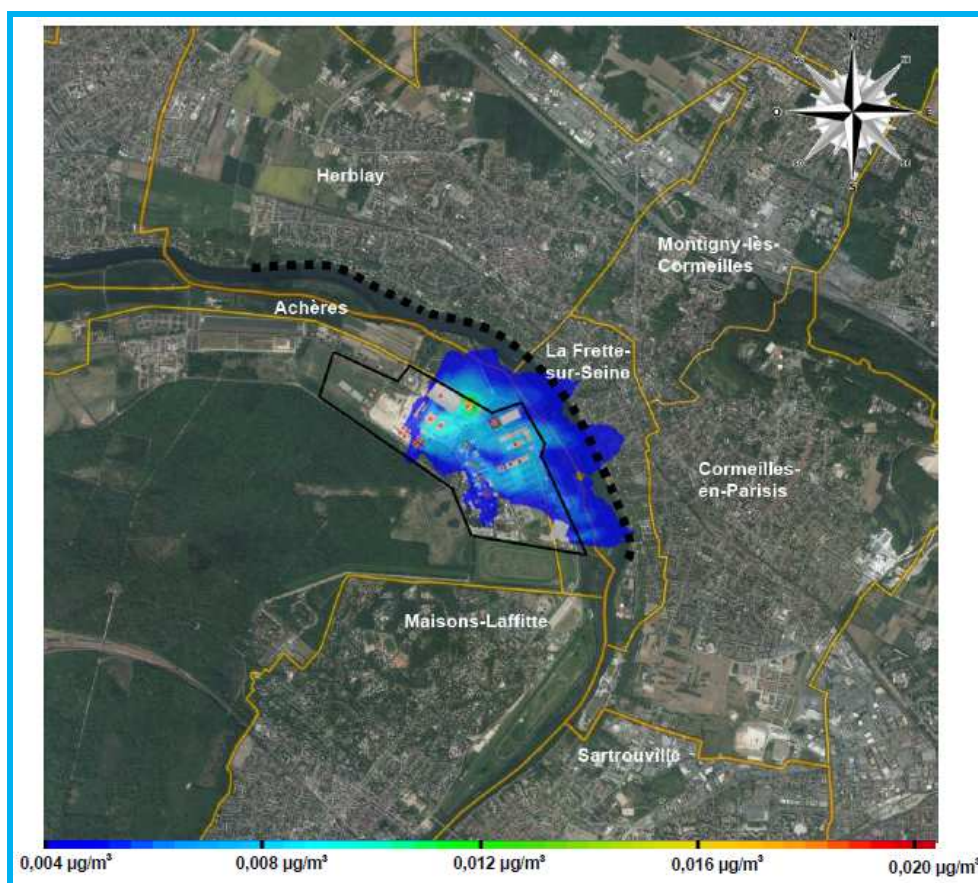 N
O
E
S
Herblay
Montigny-lès-
Cormeilles
Achères
La Frette-
sur-Seine
Cormeilles-
en-Parisis
Maisons-Laffitte
Sartrouville
0,004 µg/m³ 0,008 µg/m³ 0,012 µg/m³ 0,016 µg/m³ 0,020 µg/m³